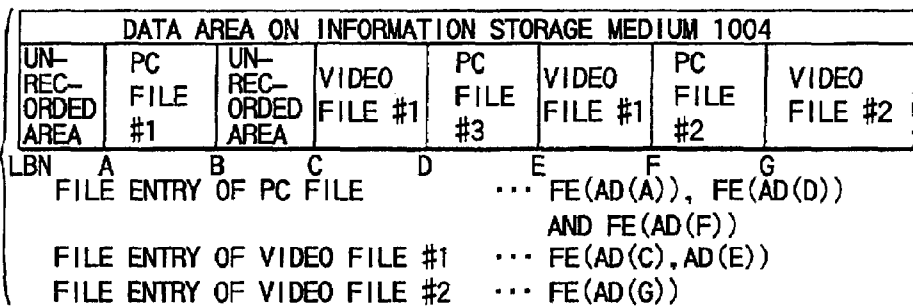 DATA AREA ON INFORMATION STORAGE MEDIUM 1004
UN-
REC-
ORDED
AREA
PC
FILE
#1
UN-
REC-
ORDED
AREA
VIDEO
FILE #1
PC
FILE
#3
VIDEO
FILE #1
PC
FILE
#2
VIDEO
FILE #2
LBN A B C D E F G
FILE ENTRY OF PC FILE ··· FE(AD(A)), FE(AD(D))
AND FE(AD(F))
FILE ENTRY OF VIDEO FILE #1 ··· FE(AD(C),AD(E))
FILE ENTRY OF VIDEO FILE #2 ··· FE(AD(G))